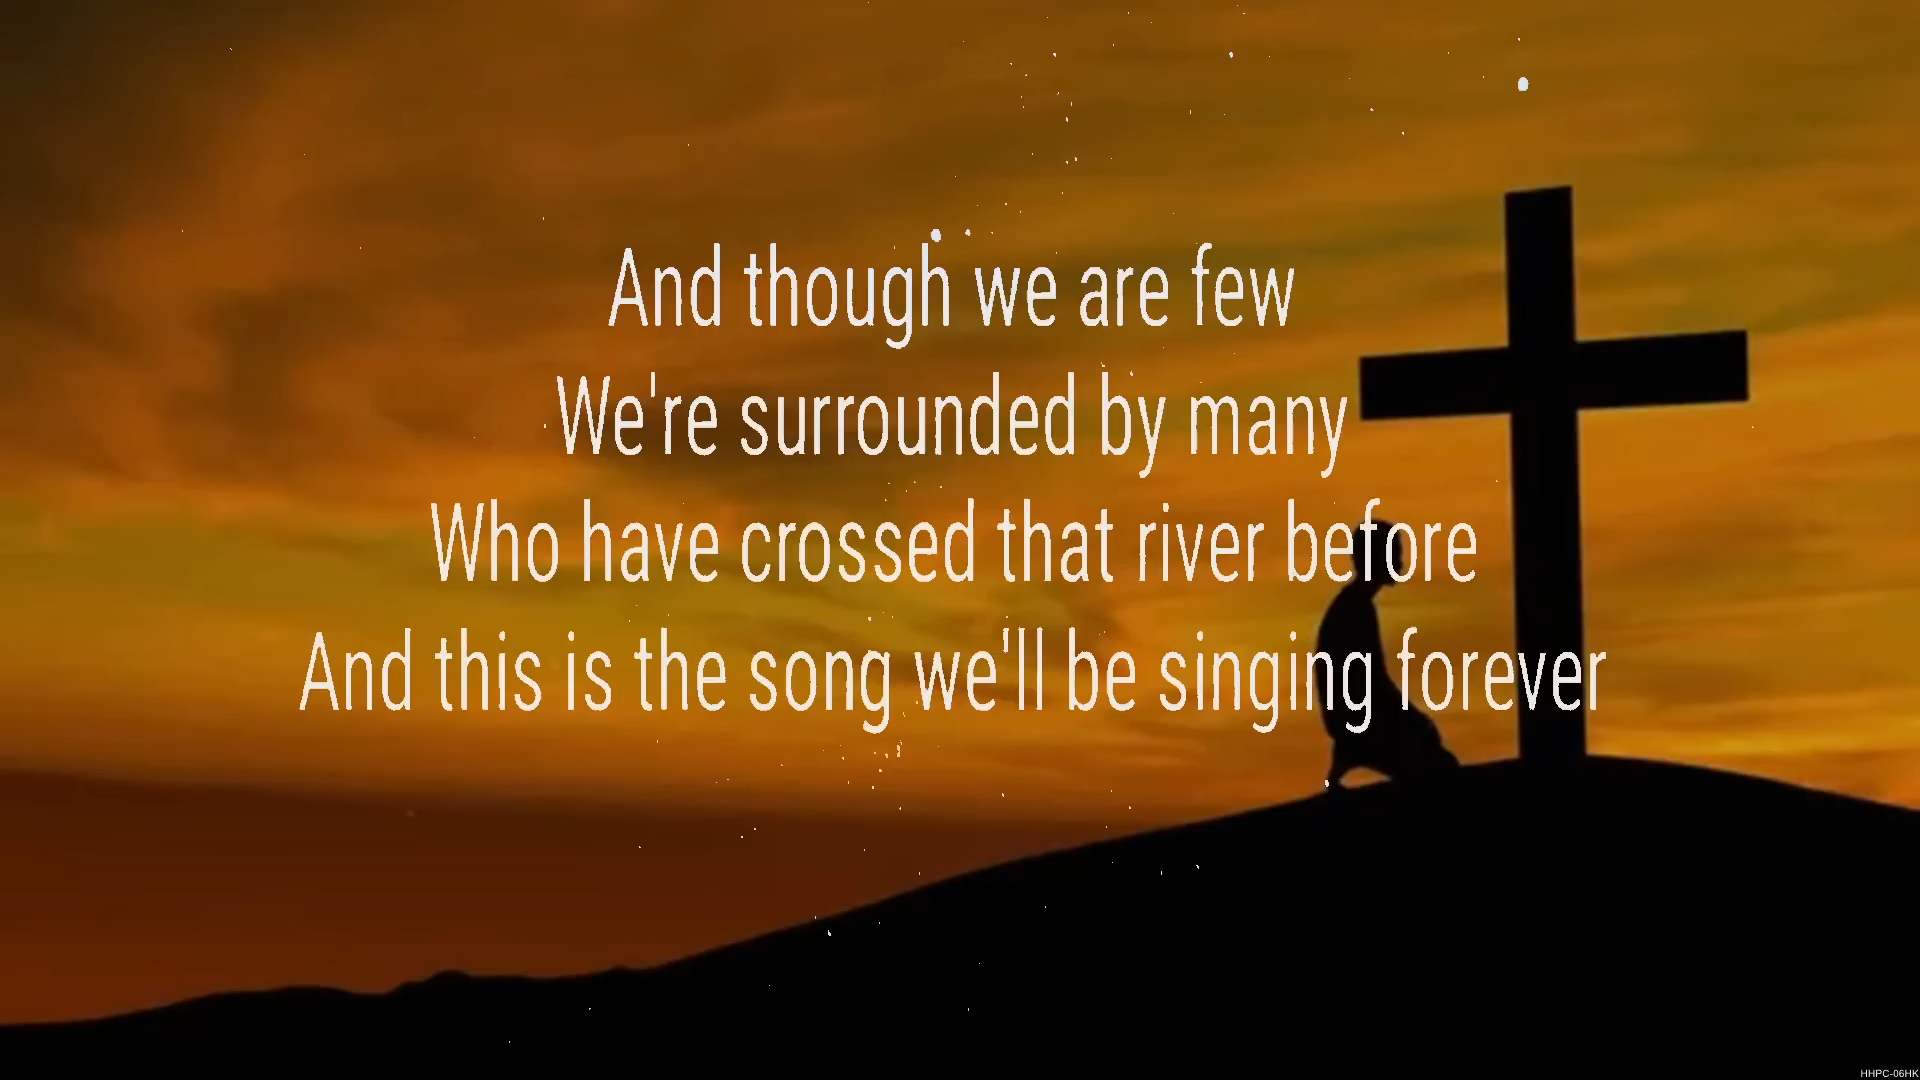 And though we are few
We're surrounded by many
Who have crossed that river before
And this is the song we'll be singing forever
HHPC-06HK